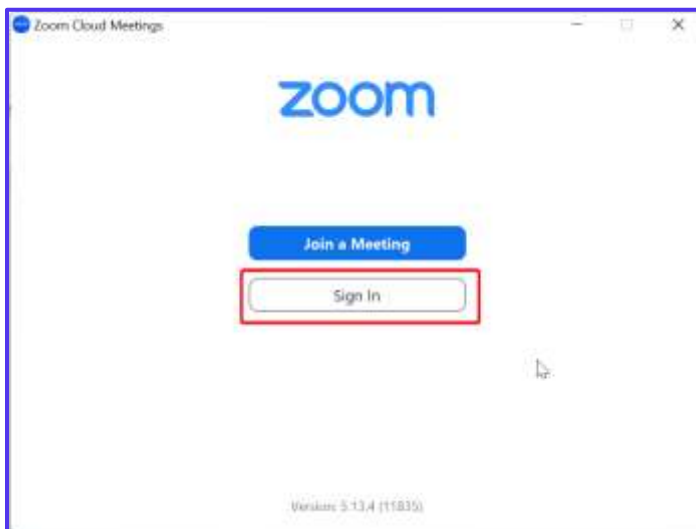 Zoom Cloud Meetings
zoom
Join a Meeting
Sign In
Version: 5.13.4 (11835)